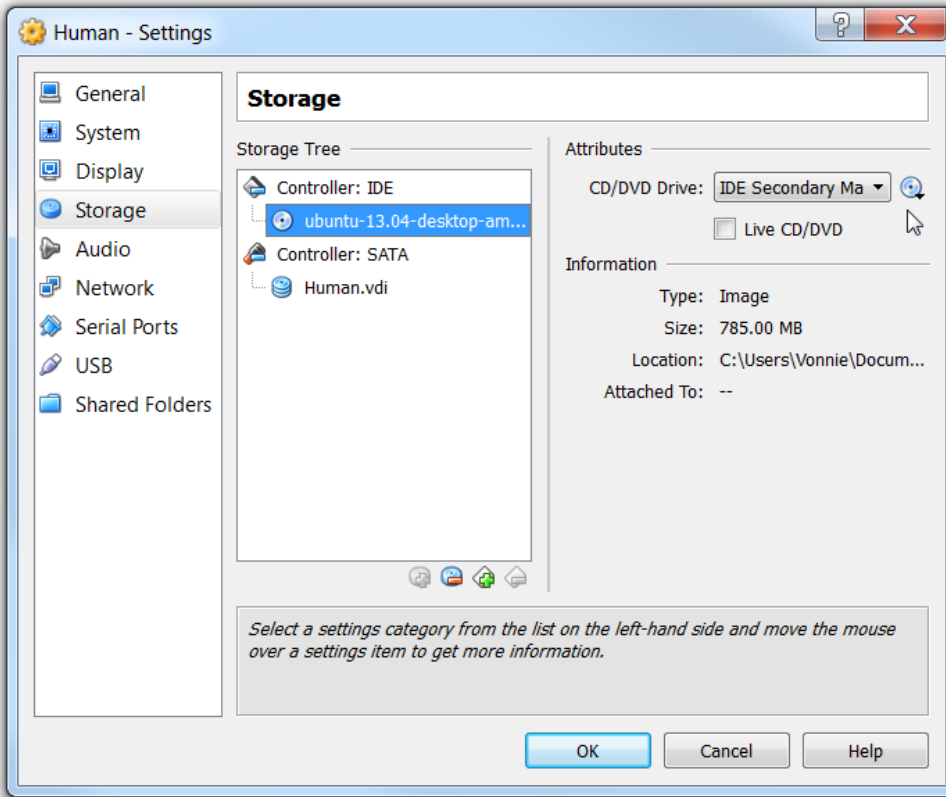 Human - Settings
General
System
Display
Storage
Audio
Network
Serial Ports
USB
Shared Folders
Storage
Storage Tree
Controller: IDE
ubuntu-13.04-desktop-am...
Controller: SATA
Human.vdi
Attributes
CD/DVD Drive: IDE Secondary Ma
Live CD/DVD
Information
Type: Image
Size: 785.00 MB
Location: C:\Users\Vonnie\Docum...
Attached To: --
Select a settings category from the list on the left-hand side and move the mouse
over a settings item to get more information.
OK Cancel Help